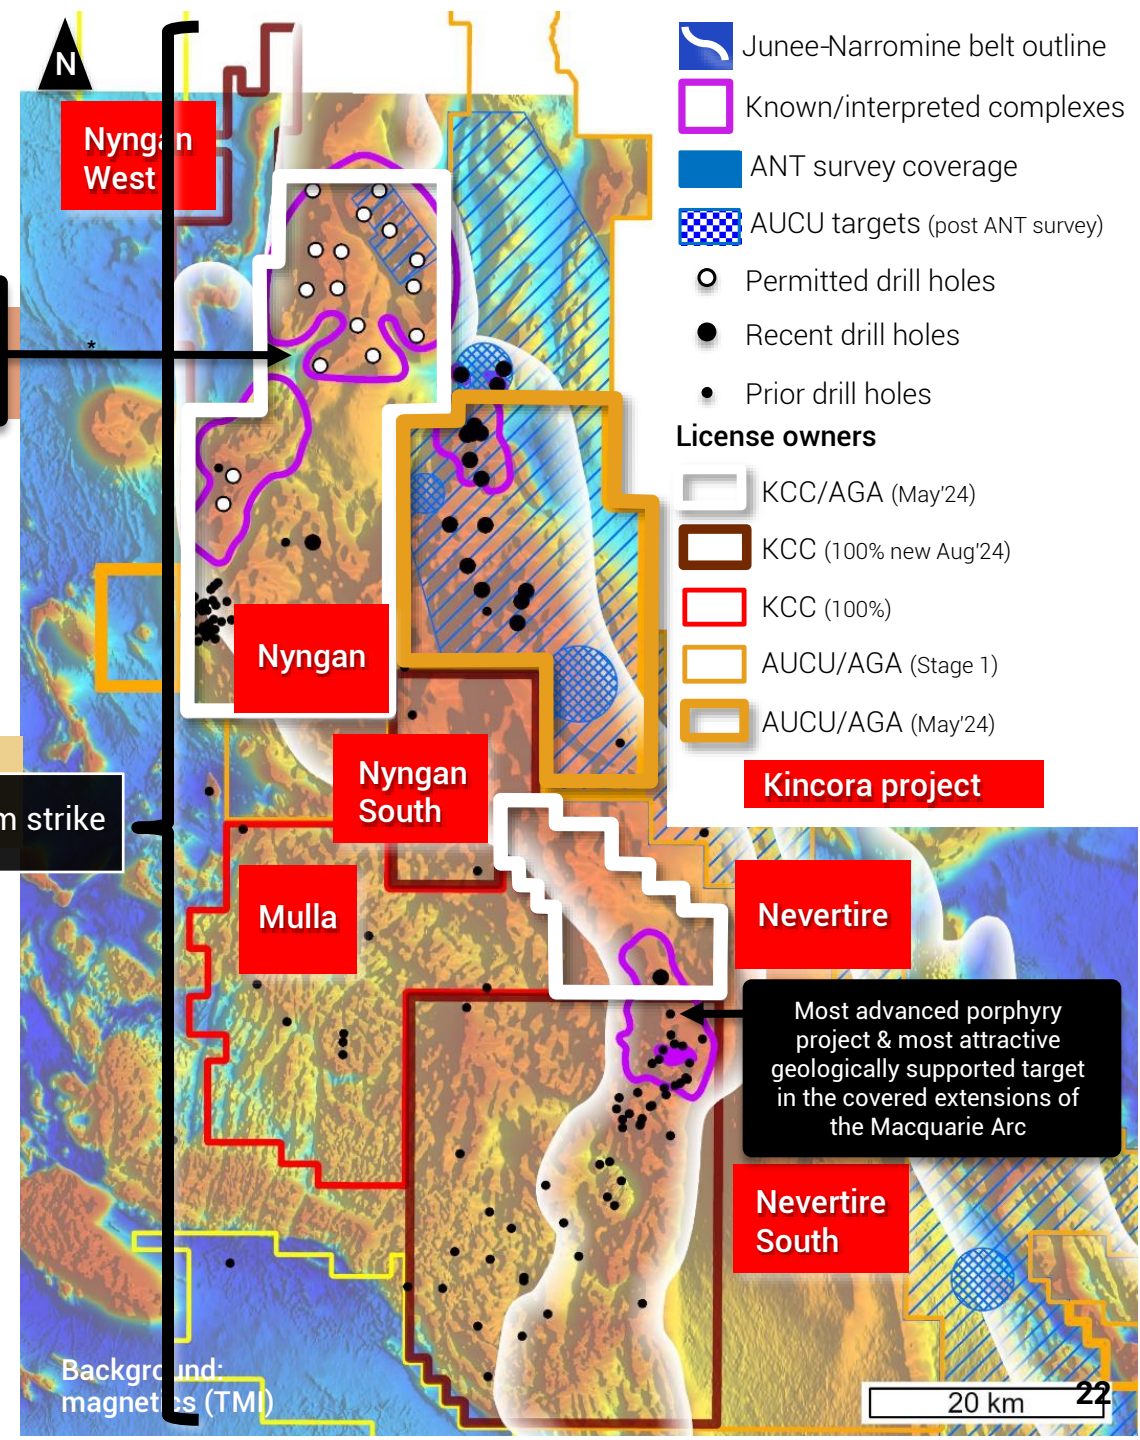 N
Junee-Narromine belt outline
Known/interpreted complexes
ANT survey coverage
AUCU targets (post ANT survey)
Permitted drill holes
Recent drill holes
Prior drill holes
License owners
KCC/AGA (May'24)
KCC (100% new Aug'24)
KCC (100%)
AUCU/AGA (Stage 1)
AUCU/AGA (May'24)
Kincora project
Nyngan
West
*
Nyngan
Nyngan
South
m strike
Mulla
Nevertire
Most advanced porphyry
project & most attractive
geologically supported target
in the covered extensions of
the Macquarie Arc
Nevertire
South
Background:
magnetics (TMI)
20 km
22